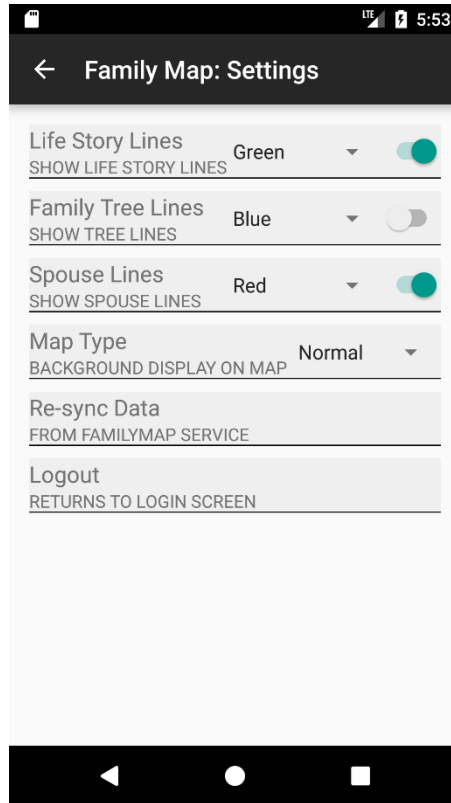 LTE 5:53
Family Map: Settings
Life Story Lines
SHOW LIFE STORY LINES
Green
Family Tree Lines
SHOW TREE LINES
Blue
Spouse Lines
SHOW SPOUSE LINES
Red
Map Type
BACKGROUND DISPLAY ON MAP
Normal
Re-sync Data
FROM FAMILYMAP SERVICE
Logout
RETURNS TO LOGIN SCREEN